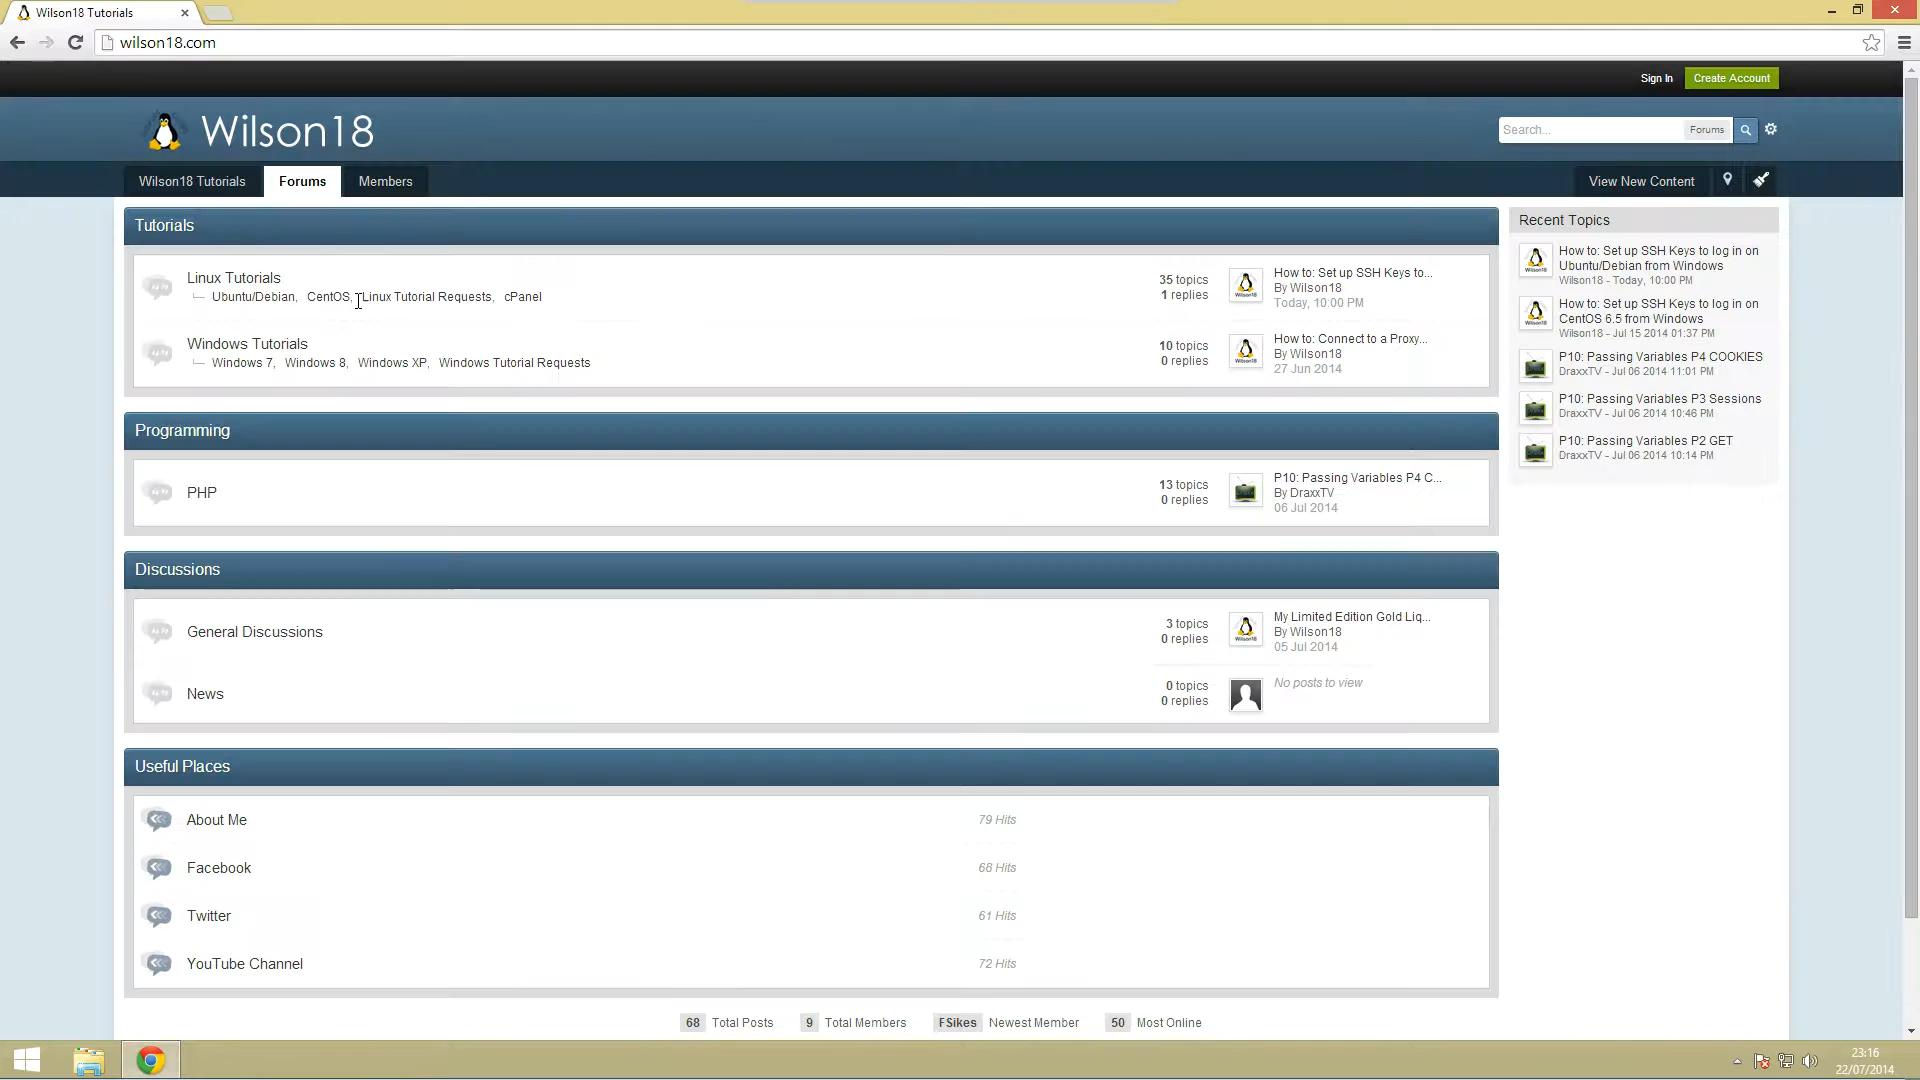 Wilson18 Tutorials
wilson18.com
Sign In Create Account
Wilson18
Search... Forums
Wilson18 Tutorials Forums Members View New Content
Tutorials
Linux Tutorials
Ubuntu/Debian, CentOS, Linux Tutorial Requests, cPanel
35 topics
1 replies
How to: Set up SSH Keys to...
By Wilson18
Today, 10:00 PM
Windows Tutorials
Windows 7, Windows 8, Windows XP, Windows Tutorial Requests
10 topics
0 replies
How to: Connect to a Proxy...
By Wilson18
27 Jun 2014
Programming
PHP
13 topics
0 replies
P10: Passing Variables P4 C...
By DraxxTV
06 Jul 2014
Discussions
General Discussions
3 topics
0 replies
My Limited Edition Gold Liq...
By Wilson18
05 Jul 2014
News
0 topics
0 replies
No posts to view
Useful Places
About Me 79 Hits
Facebook 68 Hits
Twitter 61 Hits
YouTube Channel 72 Hits
68 Total Posts 9 Total Members FSikes Newest Member 50 Most Online
Recent Topics
How to: Set up SSH Keys to log in on
Ubuntu/Debian from Windows
Wilson18 - Today, 10:00 PM
How to: Set up SSH Keys to log in on
CentOS 6.5 from Windows
Wilson18 - Jul 15 2014 01:37 PM
P10: Passing Variables P4 COOKIES
DraxxTV - Jul 06 2014 11:01 PM
P10: Passing Variables P3 Sessions
DraxxTV - Jul 06 2014 10:46 PM
P10: Passing Variables P2 GET
DraxxTV - Jul 06 2014 10:14 PM
23:16
22/07/2014